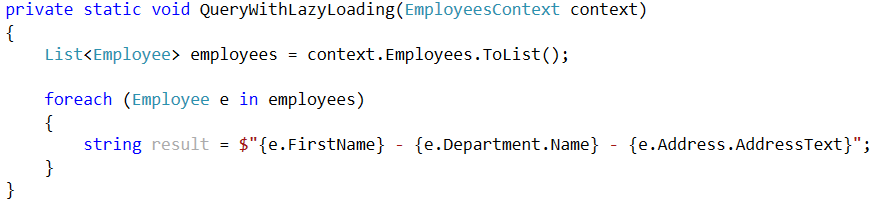 private static void QueryWithLazyLoading(EmployeesContext context)
{
    List<Employee> employees = context.Employees.ToList();

    foreach (Employee e in employees)
    {
        string result = $"{e.FirstName} - {e.Department.Name} - {e.Address.AddressText}";
    }
}